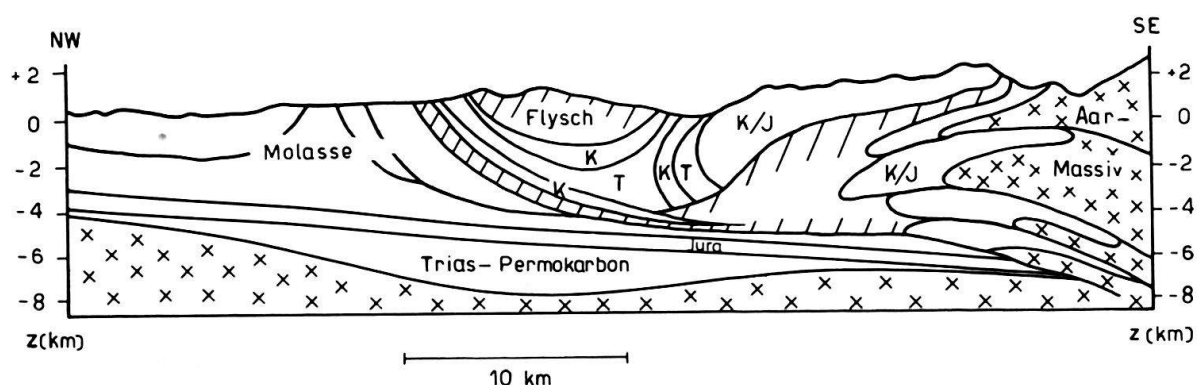 NW
SE
+2
0
-2
-4
-6
-8
z(km)
Molasse
Flysch
K
K
T
K
T
K/J
K/J
Aar-
Massiv
Jura
Trias-Permokarbon
+2
0
-2
-4
-6
-8
z(km)
10 km